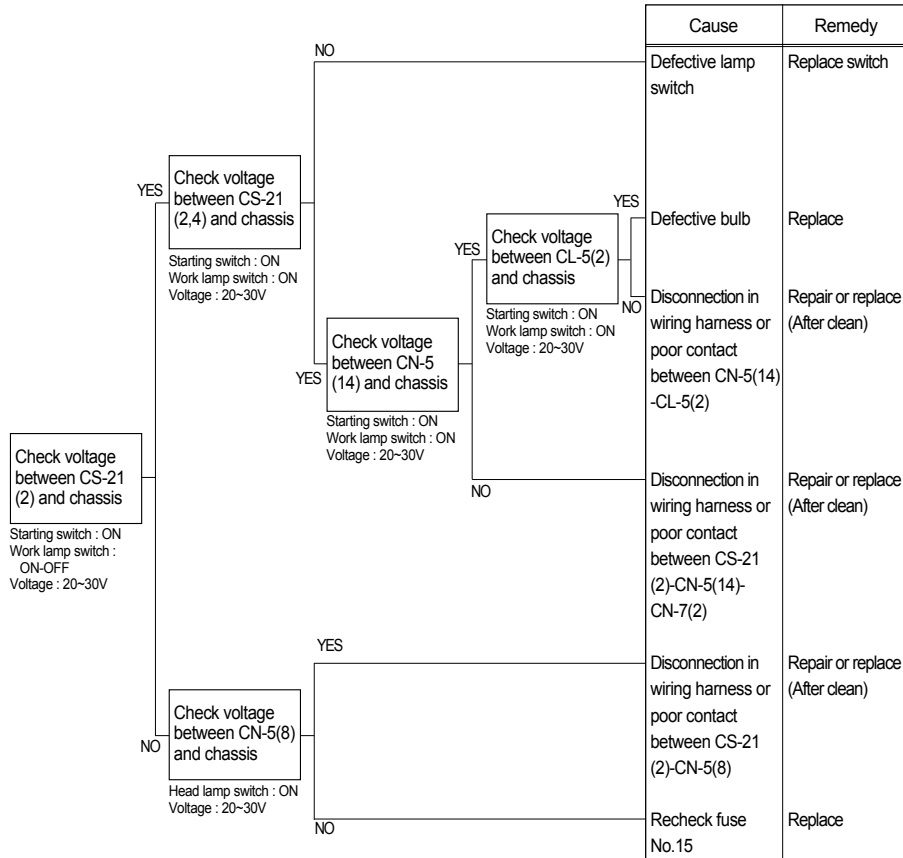 Cause
Remedy
NO
Defective lamp
switch
Replace switch
YES
Check voltage
between CS-21
(2,4) and chassis
Starting switch : ON
Work lamp switch : ON
Voltage : 20~30V
YES
Check voltage
between CL-5(2)
and chassis
Starting switch : ON
Work lamp switch : ON
Voltage : 20~30V
YES
Defective bulb
Replace
NO
Disconnection in
wiring harness or
poor contact
between CN-5(14)
-CL-5(2)
Repair or replace
(After clean)
YES
Check voltage
between CN-5
(14) and chassis
Starting switch : ON
Work lamp switch : ON
Voltage : 20~30V
Check voltage
between CS-21
(2) and chassis
Starting switch : ON
Work lamp switch :
ON-OFF
Voltage : 20~30V
NO
Disconnection in
wiring harness or
poor contact
between CS-21
(2)-CN-5(14)-
CN-7(2)
Repair or replace
(After clean)
YES
Disconnection in
wiring harness or
poor contact
between CS-21
(2)-CN-5(8)
Repair or replace
(After clean)
NO
Check voltage
between CN-5(8)
and chassis
Head lamp switch : ON
Voltage : 20~30V
NO
Recheck fuse
No.15
Replace